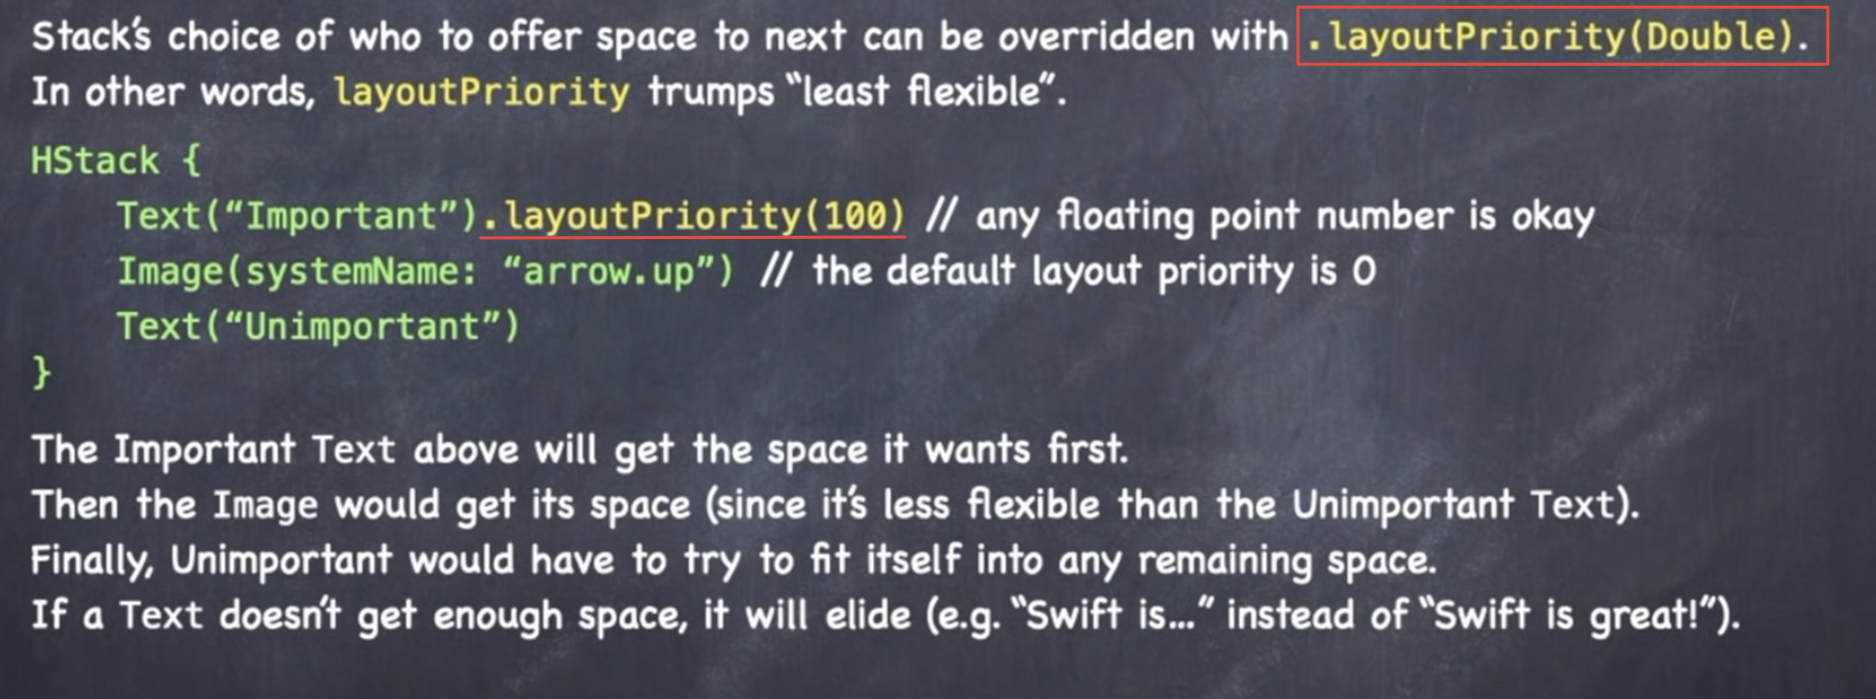 Stack's choice of who to offer space to next can be overridden with .layoutPriority(Double).
In other words, layoutPriority trumps “least flexible”.
HStack {
    Text(“Important”).layoutPriority(100) // any floating point number is okay
    Image(systemName: “arrow.up”) // the default layout priority is 0
    Text(“Unimportant”)
}
The Important Text above will get the space it wants first.
Then the Image would get its space (since it's less flexible than the Unimportant Text).
Finally, Unimportant would have to try to fit itself into any remaining space.
If a Text doesn't get enough space, it will elide (e.g. “Swift is...” instead of “Swift is great!”).